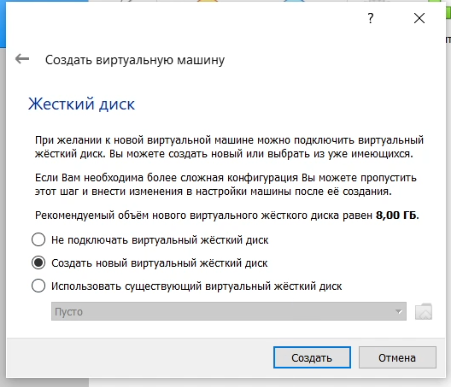 ?
Создать виртуальную машину
Жесткий диск
При желании к новой виртуальной машине можно подключить виртуальный
жёсткий диск. Вы можете создать новый или выбрать из уже имеющихся.
Если Вам необходима более сложная конфигурация Вы можете пропустить
этот шаг и внести изменения в настройки машины после её создания.
Рекомендуемый объём нового виртуального жёсткого диска равен 8,00 ГБ.
Не подключать виртуальный жёсткий диск
Создать новый виртуальный жёсткий диск
Использовать существующий виртуальный жёсткий диск
Пусто
Создать
Отмена